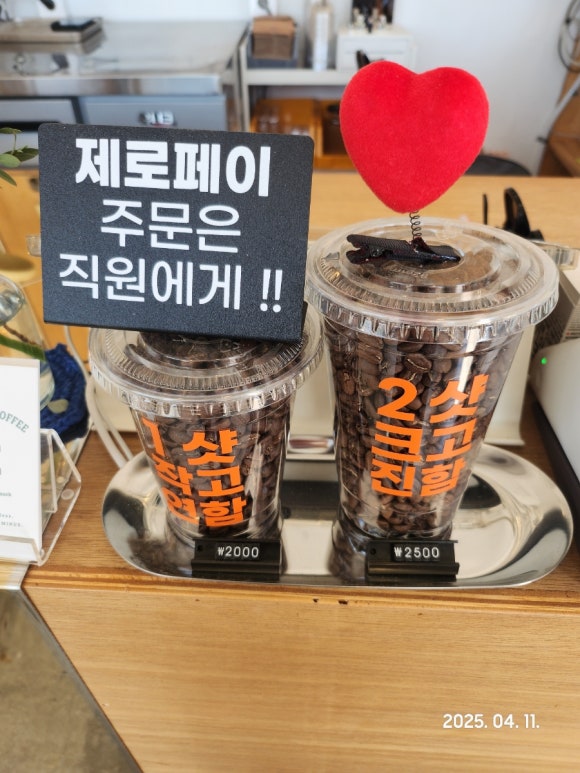 제로페이
주문은
직원에게 !!
1 샷
작고
연함
2 샷
크고
진함
₩2000
₩2500
OFFEE
2025. 04. 11.